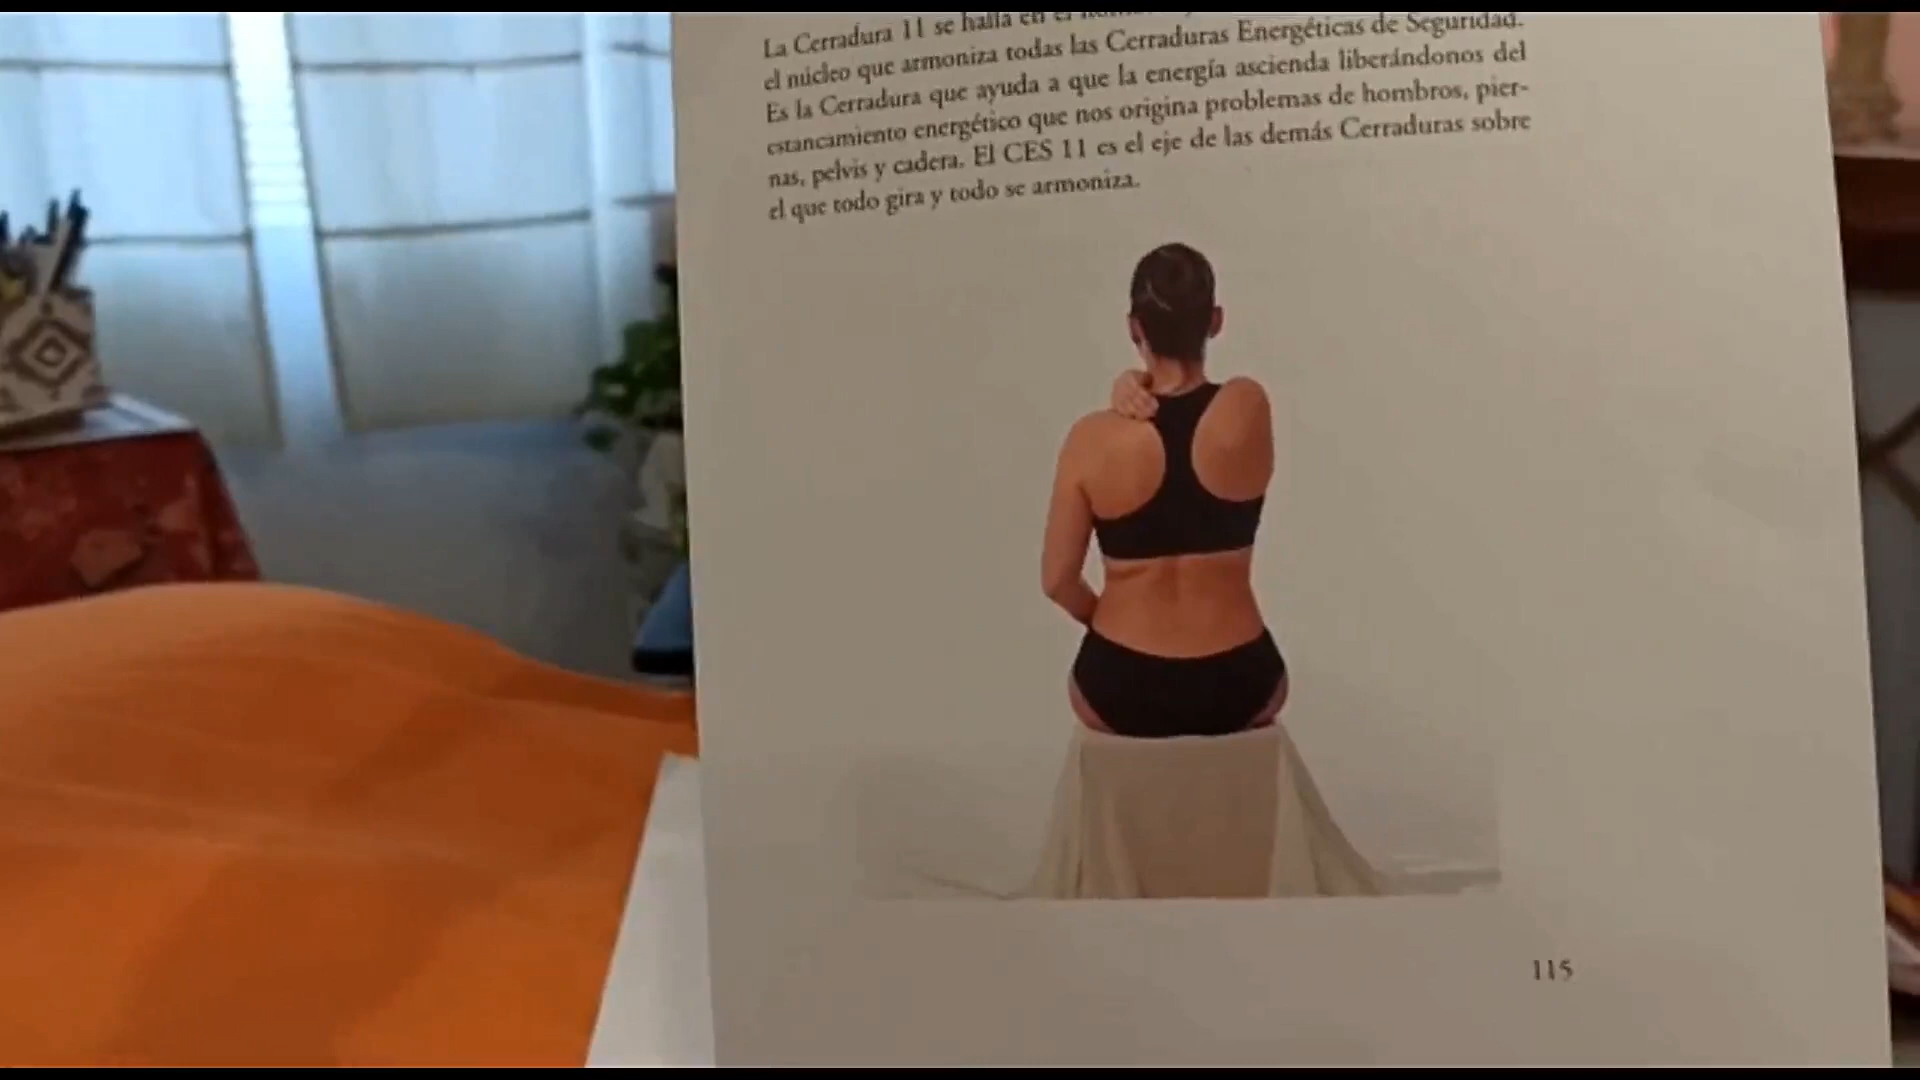 La Cerradura 11 se halla en el
el núcleo que armoniza todas las Cerraduras Energéticas de Seguridad.
Es la Cerradura que ayuda a que la energía ascienda liberándonos del
estancamiento energético que nos origina problemas de hombros, pier-
nas, pelvis y cadera. El CES 11 es el eje de las demás Cerraduras sobre
el que todo gira y todo se armoniza.
115